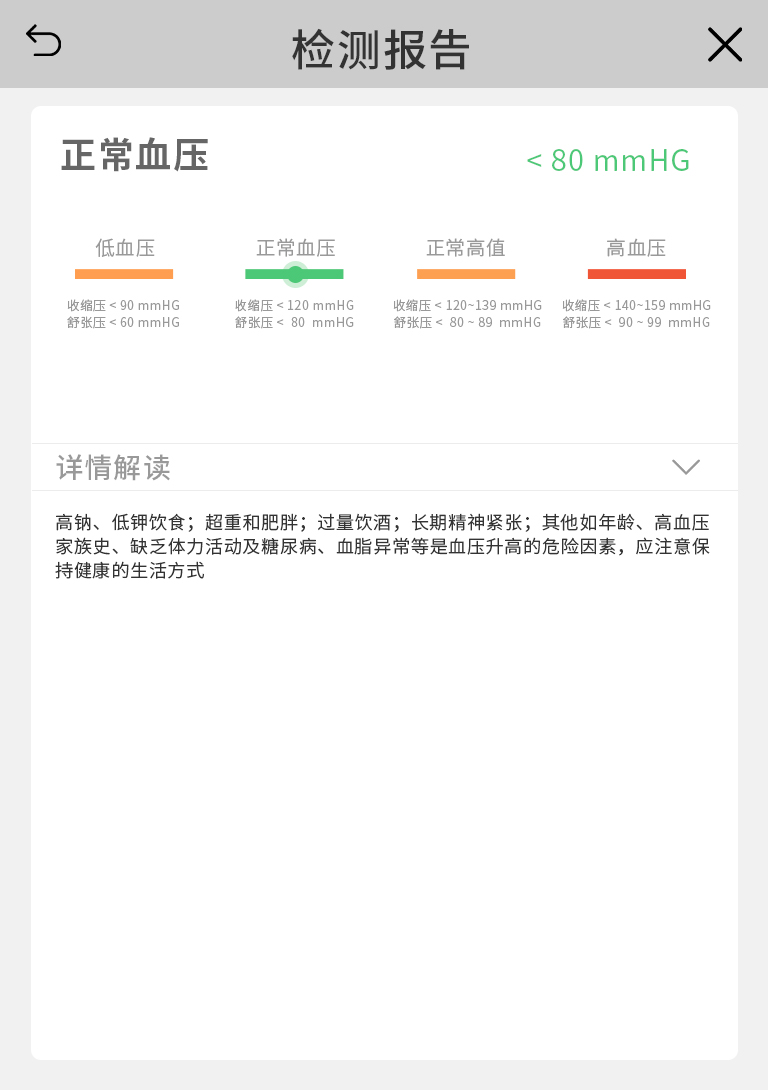 检测报告
正常血压
< 80 mmHG
低血压
正常血压
正常高值
高血压
收缩压 < 90 mmHG
舒张压 < 60 mmHG
收缩压 < 120 mmHG
舒张压 < 80 mmHG
收缩压 < 120~139 mmHG
舒张压 < 80 ~ 89 mmHG
收缩压 < 140~159 mmHG
舒张压 < 90 ~ 99 mmHG
详情解读
高钠、低钾饮食；超重和肥胖；过量饮酒；长期精神紧张；其他如年龄、高血压
家族史、缺乏体力活动及糖尿病、血脂异常等是血压升高的危险因素，应注意保
持健康的生活方式